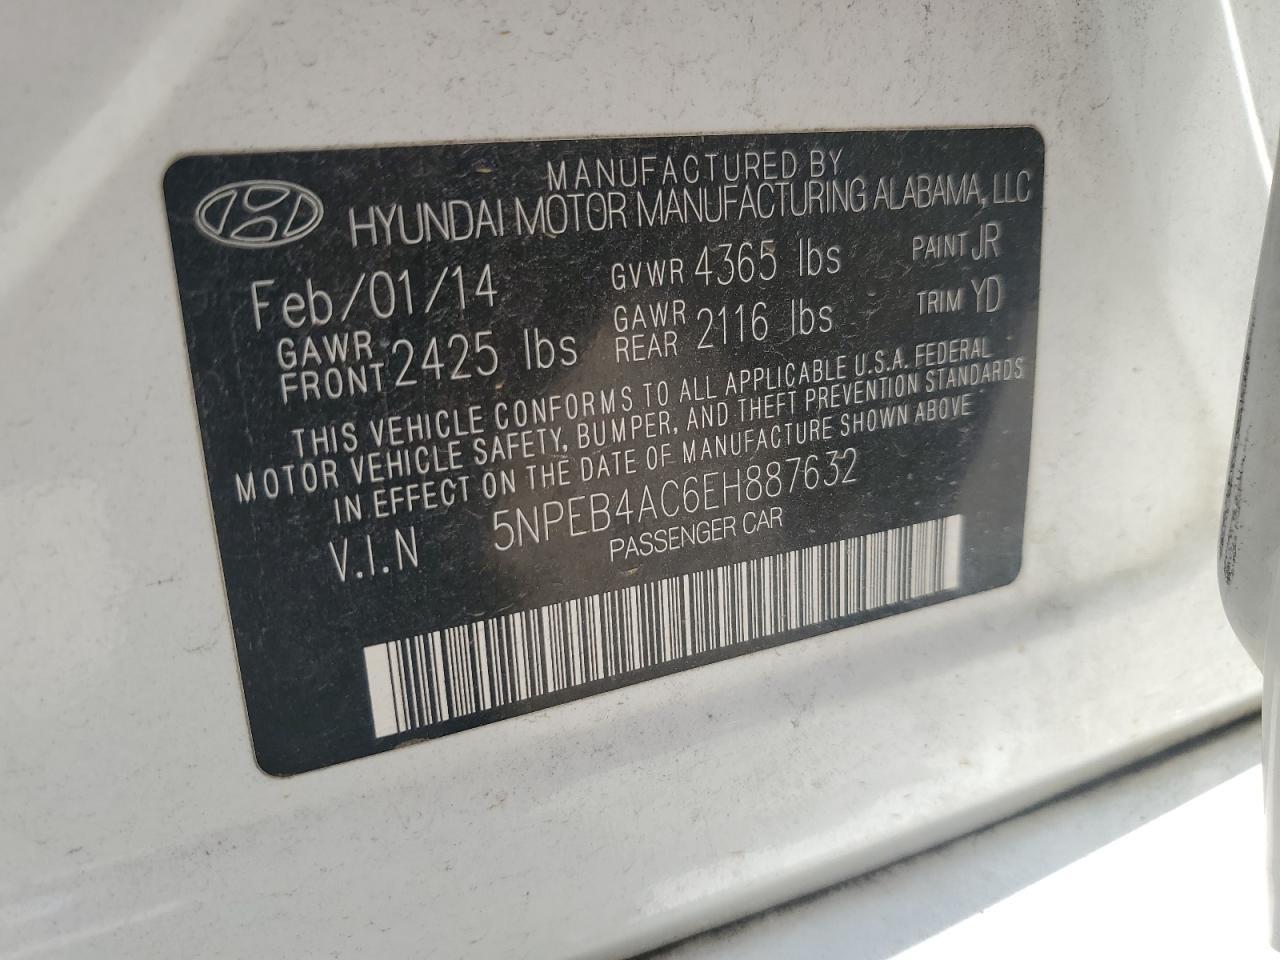 MANUFACTURED BY
HYUNDAI MOTOR MANUFACTURING ALABAMA, LLC
Feb/01/14 GVWR 4365 lbs PAINT JR
GAWR FRONT 2425 lbs GAWR REAR 2116 lbs TRIM YD
THIS VEHICLE CONFORMS TO ALL APPLICABLE U.S.A. FEDERAL
MOTOR VEHICLE SAFETY, BUMPER, AND THEFT PREVENTION STANDARDS
IN EFFECT ON THE DATE OF MANUFACTURE SHOWN ABOVE
V.I.N 5NPEB4AC6EH887632
PASSENGER CAR